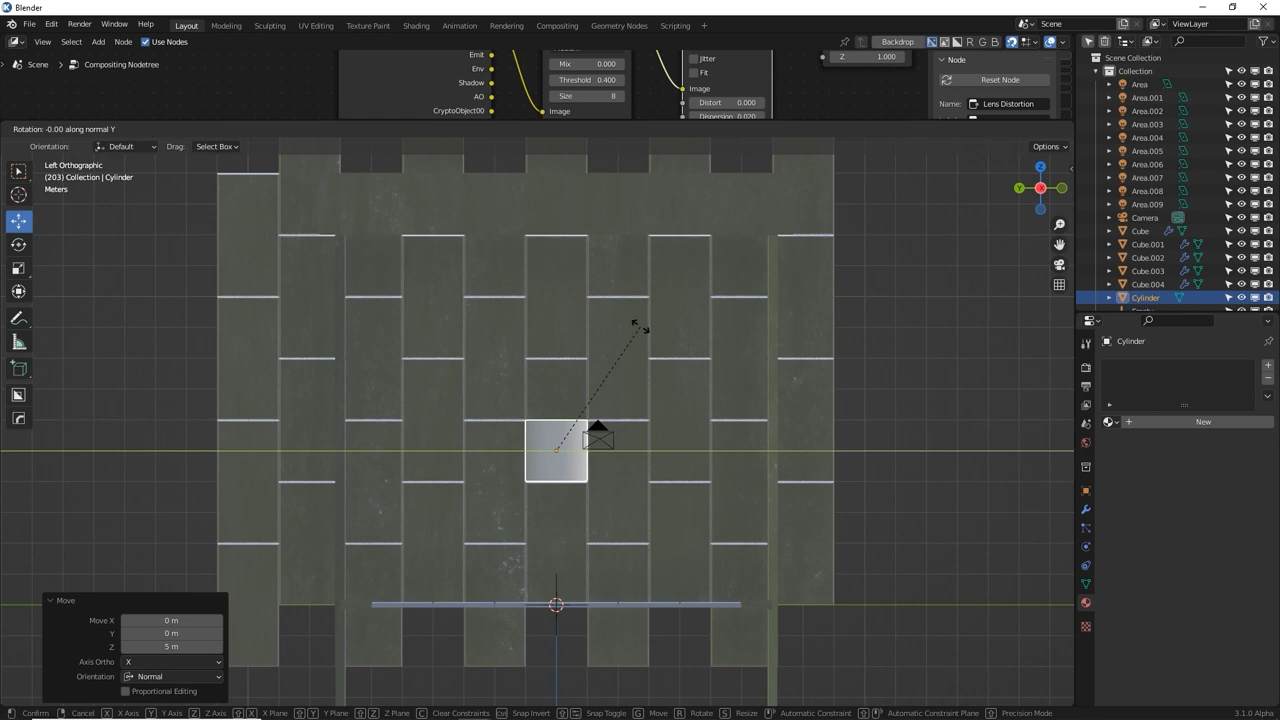 Blender
File Edit Render Window Help Layout Modeling Sculpting UV Editing Texture Paint Shading Animation Rendering Compositing Geometry Nodes Scripting + Scene ViewLayer
View Select Add Node Use Nodes Backdrop R G B
Scene > Compositing Nodetree
Emit
Env
Shadow
AO
CryptoObject00
Mix 0.000
Threshold 0.400
Size 8
Image
Jitter
Fit
Image
Distort 0.000
Dispersion 0.020
Z 1.000
Node
Reset Node
Name: Lens Distortion
Scene Collection
Collection
Area
Area.001
Area.002
Area.003
Area.004
Area.005
Area.006
Area.007
Area.008
Area.009
Camera
Cube
Cube.001
Cube.002
Cube.003
Cube.004
Cylinder
Rotation: -0.00 along normal Y
Orientation: Default Drag: Select Box Options
Left Orthographic
(203) Collection | Cylinder
Meters
Z
Y
X
Cylinder
New
Move
Move X 0 m
Y 0 m
Z 5 m
Axis Ortho X
Orientation Normal
Proportional Editing
Confirm Cancel X X Axis Y Y Axis Z Z Axis X X Plane Y Y Plane Z Z Plane C Clear Constraints Snap Invert Snap Toggle G Move R Rotate S Resize Automatic Constraint Automatic Constraint Plane Precision Mode 3.1.0 Alpha